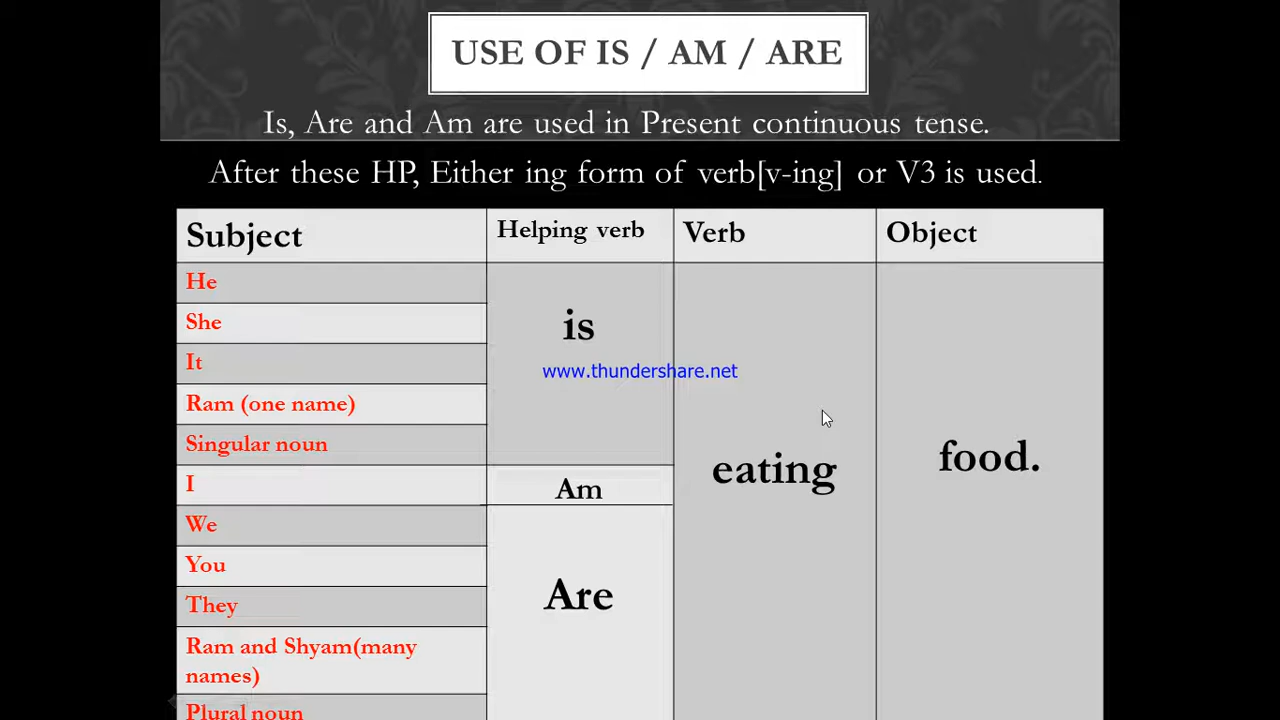 USE OF IS / AM / ARE
Is, Are and Am are used in Present continuous tense.
After these HP, Either ing form of verb[v-ing] or V3 is used.
Subject Helping verb Verb Object
He
She
is
It
www.thundershare.net
Ram (one name)
Singular noun
eating
food.
I
Am
We
You
Are
They
Ram and Shyam(many
names)
Plural noun